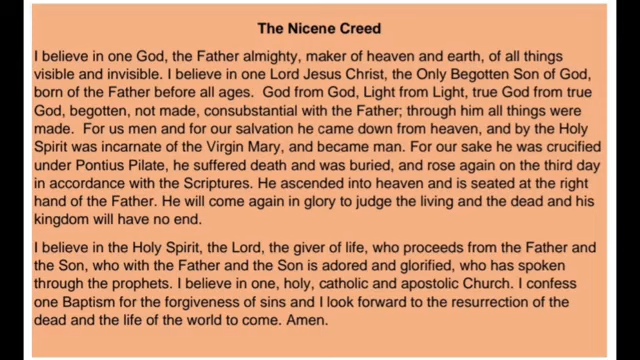 The Nicene Creed
I believe in one God, the Father almighty, maker of heaven and earth, of all things
visible and invisible. I believe in one Lord Jesus Christ, the Only Begotten Son of God,
born of the Father before all ages.  God from God, Light from Light, true God from true
God, begotten, not made, consubstantial with the Father; through him all things were
made.  For us men and for our salvation he came down from heaven, and by the Holy
Spirit was incarnate of the Virgin Mary, and became man. For our sake he was crucified
under Pontius Pilate, he suffered death and was buried, and rose again on the third day
in accordance with the Scriptures. He ascended into heaven and is seated at the right
hand of the Father. He will come again in glory to judge the living and the dead and his
kingdom will have no end.
I believe in the Holy Spirit, the Lord, the giver of life, who proceeds from the Father and
the Son, who with the Father and the Son is adored and glorified, who has spoken
through the prophets. I believe in one, holy, catholic and apostolic Church. I confess
one Baptism for the forgiveness of sins and I look forward to the resurrection of the
dead and the life of the world to come. Amen.